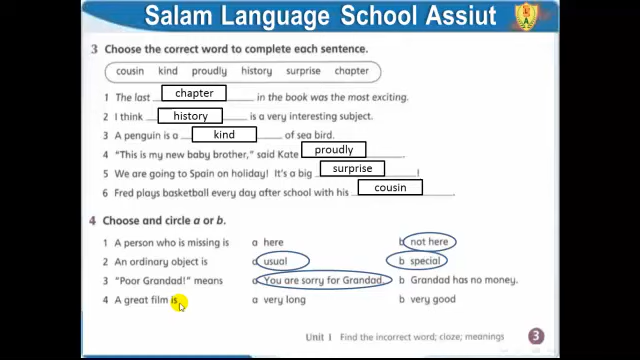 Salam Language School Assiut
3 Choose the correct word to complete each sentence.
cousin kind proudly history surprise chapter
1 The last chapter in the book was the most exciting.
2 I think history is a very interesting subject.
3 A penguin is a kind of sea bird.
4 "This is my new baby brother," said Kate proudly.
5 We are going to Spain on holiday! It's a big surprise!
6 Fred plays basketball every day after school with his cousin.
4 Choose and circle a or b.
1 A person who is missing is a here b not here
2 An ordinary object is a usual b special
3 "Poor Grandad!" means a You are sorry for Grandad. b Grandad has no money.
4 A great film is a very long b very good
Unit 1 Find the incorrect word; cloze; meanings 3